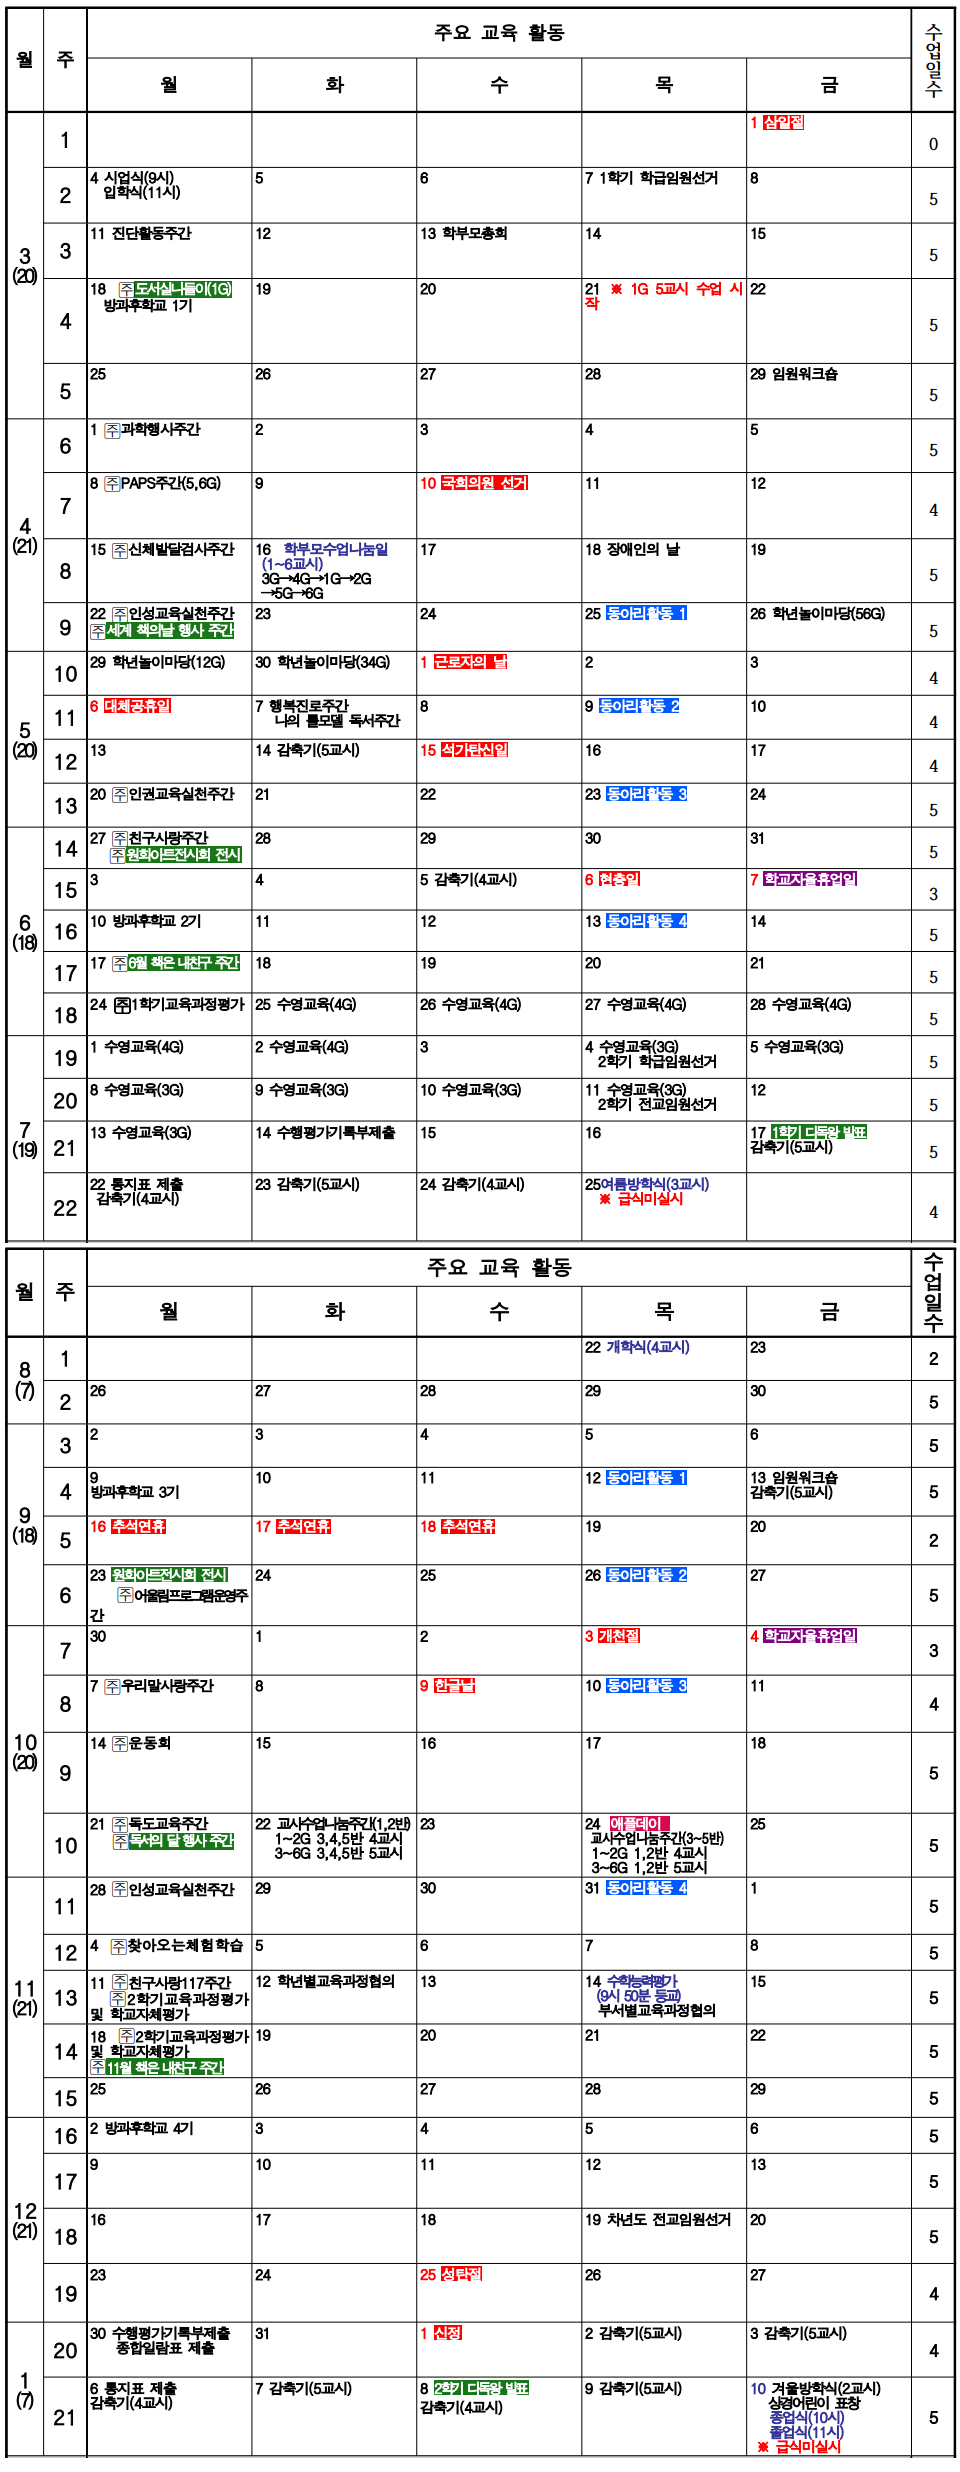 월 주 주요 교육 활동 수업일수
월 화 수 목 금
3
(20)
1 1 삼일절 0
2 4 시업식(9시) 5 6 7 1학기 학급임원선거 8 5
입학식(11시)
3 11 진단활동주간 12 13 학부모총회 14 15 5
4 18 주 도서실나들이(1G) 19 20 21 ※ 1G 5교시 수업 시 22 5
방과후학교 1기 작
5 25 26 27 28 29 임원워크숍 5
4
(21)
6 1 주과학행사주간 2 3 4 5 5
7 8 주PAPS주간(5,6G) 9 10 국회의원 선거 11 12 4
8 15 주신체발달검사주간 16 학부모수업나눔일 17 18 장애인의 날 19 5
(1~6교시)
3G→4G→1G→2G
→5G→6G
9 22 주인성교육실천주간 23 24 25 동아리활동 1 26 학년놀이마당(56G) 5
주세계 책의날 행사 주간
5
(20)
10 29 학년놀이마당(12G) 30 학년놀이마당(34G) 1 근로자의 날 2 3 4
11 6 대체공휴일 7 행복진로주간 8 9 동아리활동 2 10 4
나의 롤모델 독서주간
12 13 14 감축기(5교시) 15 석가탄신일 16 17 4
13 20 주인권교육실천주간 21 22 23 동아리활동 3 24 5
6
(18)
14 27 주친구사랑주간 28 29 30 31 5
주원화아트전시회 전시
15 3 4 5 감축기(4교시) 6 현충일 7 학교자율휴업일 3
16 10 방과후학교 2기 11 12 13 동아리활동 4 14 5
17 17 주6월 책은 내친구 주간 18 19 20 21 5
18 24 주1학기교육과정평가 25 수영교육(4G) 26 수영교육(4G) 27 수영교육(4G) 28 수영교육(4G) 5
7
(19)
19 1 수영교육(4G) 2 수영교육(4G) 3 4 수영교육(3G) 5 수영교육(3G) 5
2학기 학급임원선거
20 8 수영교육(3G) 9 수영교육(3G) 10 수영교육(3G) 11 수영교육(3G) 12 5
2학기 전교임원선거
21 13 수영교육(3G) 14 수행평가기록부제출 15 16 17 1학기 다독왕 발표 5
감축기(5교시)
22 22 통지표 제출 23 감축기(5교시) 24 감축기(4교시) 25여름방학식(3교시) 4
감축기(4교시) ※ 급식미실시
월 주 주요 교육 활동 수업일수
월 화 수 목 금
8
(7)
1 22 개학식(4교시) 23 2
2 26 27 28 29 30 5
9
(18)
3 2 3 4 5 6 5
4 9 10 11 12 동아리활동 1 13 임원워크숍 5
방과후학교 3기 감축기(5교시)
5 16 추석연휴 17 추석연휴 18 추석연휴 19 20 2
6 23 원화아트전시회 전시 24 25 26 동아리활동 2 27 5
주어울림프로그램운영주
간
10
(20)
7 30 1 2 3 개천절 4 학교자율휴업일 3
8 7 주우리말사랑주간 8 9 한글날 10 동아리활동 3 11 4
9 14 주운동회 15 16 17 18 5
10 21 주독도교육주간 22 교사수업나눔주간(1,2반) 23 24 애플데이 25 5
주독서의 달 행사 주간 1~2G 3,4,5반 4교시 교사수업나눔주간(3~5반)
3~6G 3,4,5반 5교시 1~2G 1,2반 4교시
3~6G 1,2반 5교시
11
(21)
11 28 주인성교육실천주간 29 30 31 동아리활동 4 1 5
12 4 주찾아오는체험학습 5 6 7 8 5
13 11 주친구사랑117주간 12 학년별교육과정협의 13 14 수학능력평가 15 5
주2학기교육과정평가 (9시 50분 등교)
및 학교자체평가 부서별교육과정협의
14 18 주2학기교육과정평가 19 20 21 22 5
및 학교자체평가
주11월 책은 내친구 주간
15 25 26 27 28 29 5
12
(21)
16 2 방과후학교 4기 3 4 5 6 5
17 9 10 11 12 13 5
18 16 17 18 19 차년도 전교임원선거 20 5
19 23 24 25 성탄절 26 27 4
1
(7)
20 30 수행평가기록부제출 31 1 신정 2 감축기(5교시) 3 감축기(5교시) 4
종합일람표 제출
21 6 통지표 제출 7 감축기(5교시) 8 2학기 다독왕 발표 9 감축기(5교시) 10 겨울방학식(2교시) 5
감축기(4교시) 감축기(4교시) 상경어린이 표창
종업식(10시)
졸업식(11시)
※ 급식미실시